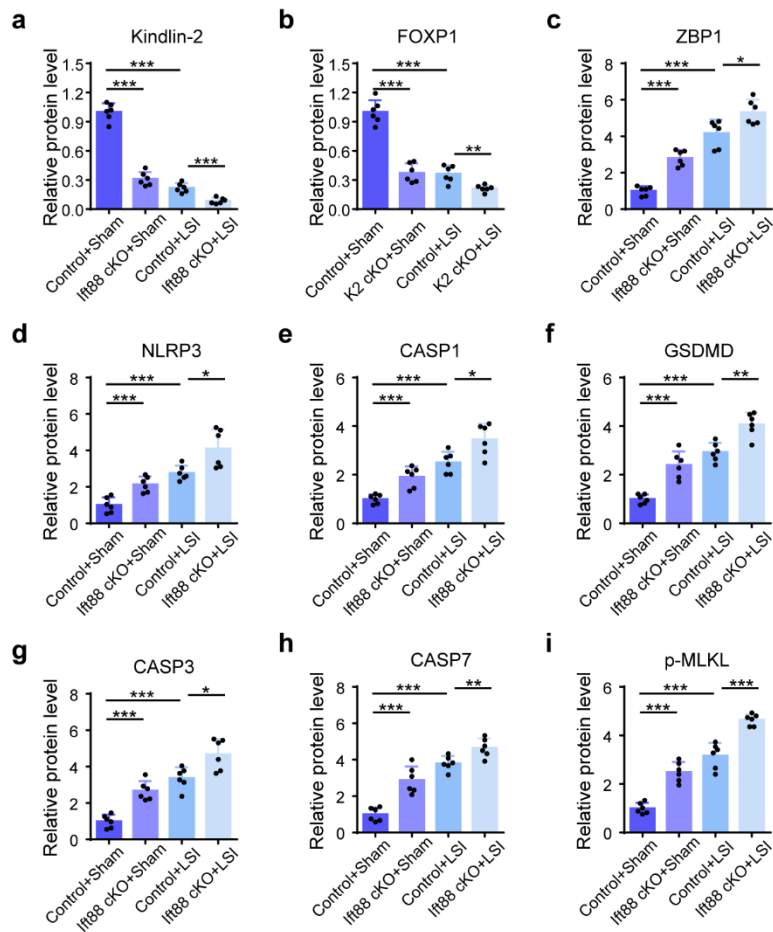 a
Kindlin-2
Relative protein level
1.5
1.2
0.9
0.6
0.3
0.0
***
***
***
Control+Sham
Ift88 cKO+Sham
Control+LSI
Ift88 cKO+LSI
b
FOXP1
Relative protein level
1.5
1.2
0.9
0.6
0.3
0.0
***
***
**
Control+Sham
K2 cKO+Sham
Control+LSI
K2 cKO+LSI
c
ZBP1
Relative protein level
8
6
4
2
0
***
*
***
Control+Sham
Ift88 cKO+Sham
Control+LSI
Ift88 cKO+LSI
d
NLRP3
Relative protein level
8
6
4
2
0
***
*
***
Control+Sham
Ift88 cKO+Sham
Control+LSI
Ift88 cKO+LSI
e
CASP1
Relative protein level
6
4
2
0
***
*
***
Control+Sham
Ift88 cKO+Sham
Control+LSI
Ift88 cKO+LSI
f
GSDMD
Relative protein level
6
4
2
0
***
**
***
Control+Sham
Ift88 cKO+Sham
Control+LSI
Ift88 cKO+LSI
g
CASP3
Relative protein level
8
6
4
2
0
***
*
***
Control+Sham
Ift88 cKO+Sham
Control+LSI
Ift88 cKO+LSI
h
CASP7
Relative protein level
8
6
4
2
0
***
**
***
Control+Sham
Ift88 cKO+Sham
Control+LSI
Ift88 cKO+LSI
i
p-MLKL
Relative protein level
6
4
2
0
***
***
***
Control+Sham
Ift88 cKO+Sham
Control+LSI
Ift88 cKO+LSI